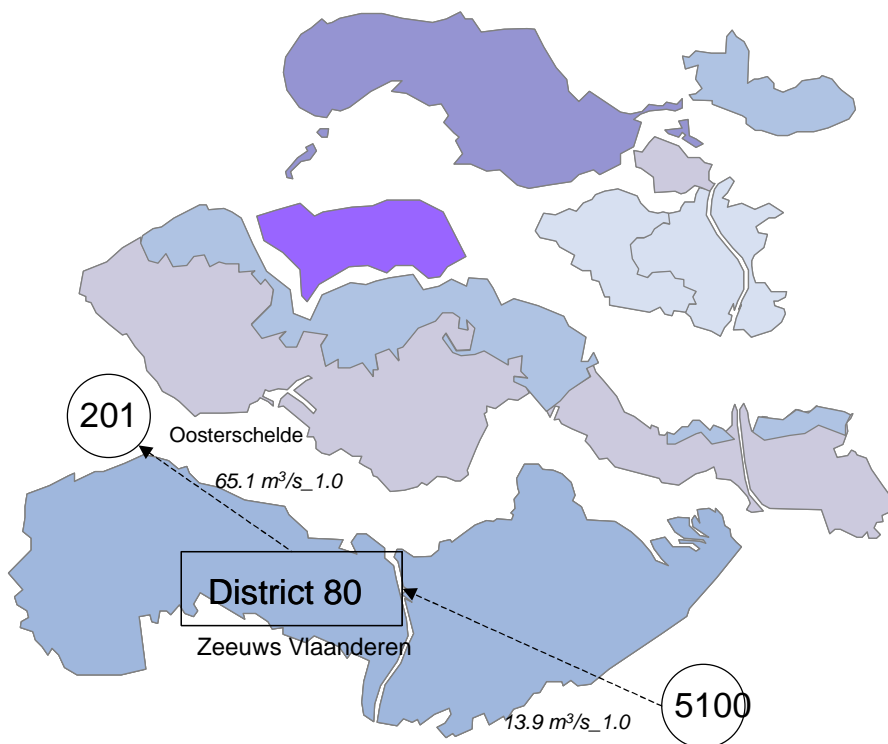 201
Oosterschelde
65.1 m³/s_1.0
District 80
Zeeuws Vlaanderen
5100
13.9 m³/s_1.0